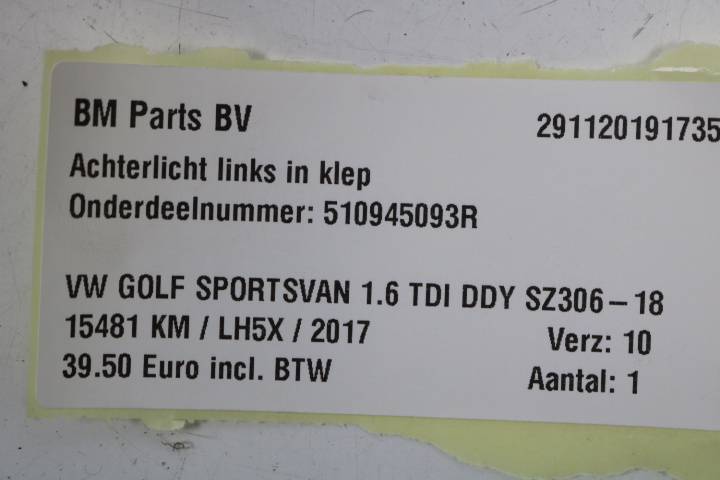 BM Parts BV 291120191735
Achterlicht links in klep
Onderdeelnummer: 510945093R
VW GOLF SPORTSVAN 1.6 TDI DDY SZ306-18
15481 KM / LH5X / 2017 Verz: 10
39.50 Euro incl. BTW Aantal: 1